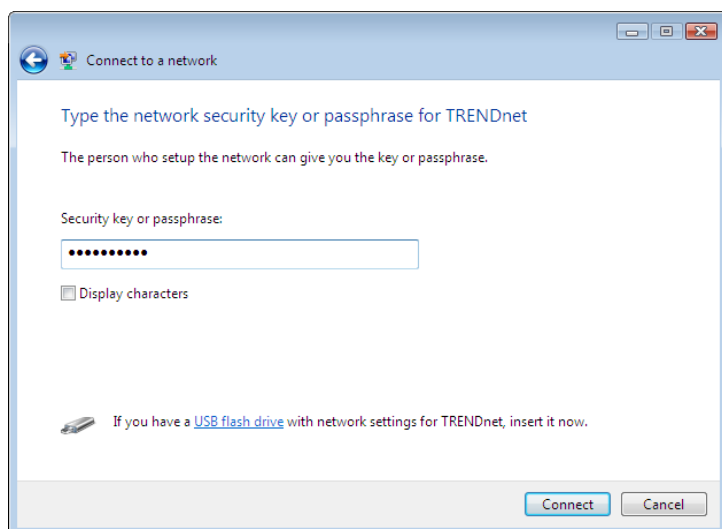 Connect to a network
Type the network security key or passphrase for TRENDnet
The person who setup the network can give you the key or passphrase.
Security key or passphrase:
••••••••••
Display characters
If you have a USB flash drive with network settings for TRENDnet, insert it now.
Connect Cancel